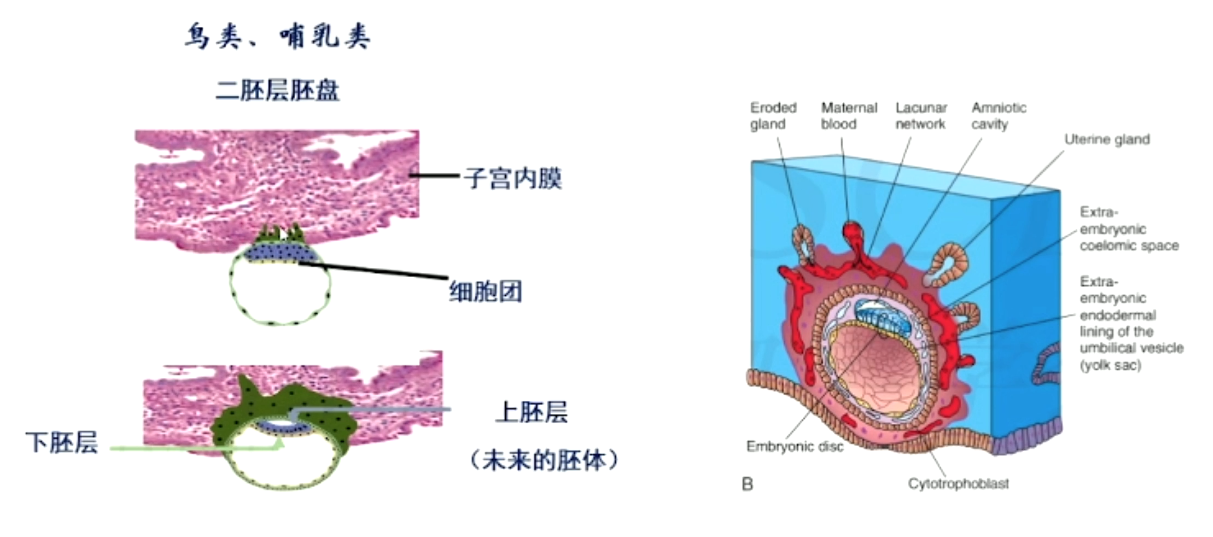 鸟类、哺乳类
二胚层胚盘
子宫内膜
细胞团
上胚层
下胚层
（未来的胚体）
Eroded
gland
Maternal
blood
Lacunar
network
Amniotic
cavity
Uterine gland
Extra-
embryonic
coelomic space
Extra-
embryonic
endodermal
lining of the
umbilical vesicle
(yolk sac)
Embryonic disc
Cytotrophoblast
B